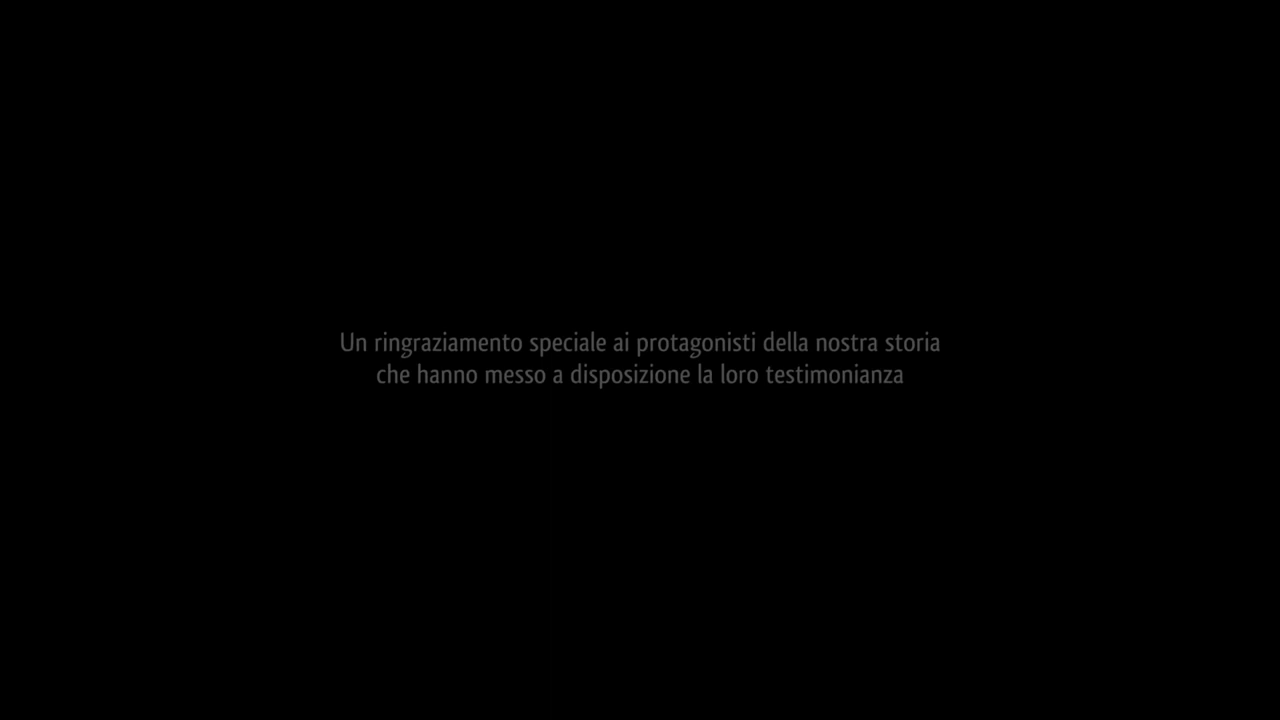 Un ringraziamento speciale ai protagonisti della nostra storia
che hanno messo a disposizione la loro testimonianza